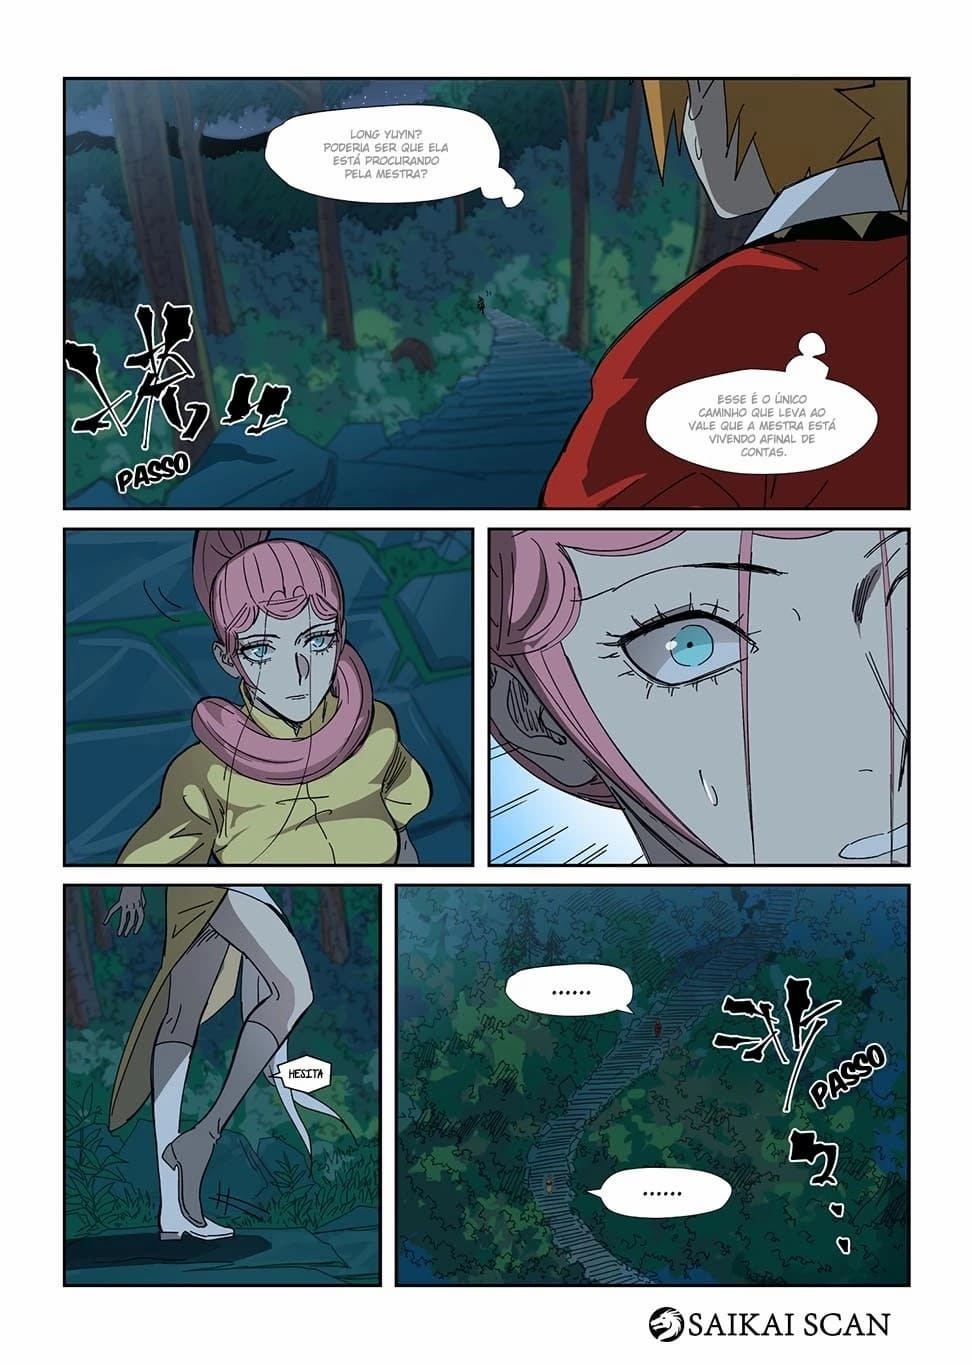 LONG YUYIN?
PODERIA SER QUE ELA
ESTÁ PROCURANDO
PELA MESTRA?
ESSE É O ÚNICO
CAMINHO QUE LEVA AO
VALE QUE A MESTRA ESTÁ
VIVENDO AFINAL DE
CONTAS.
PASSO
HESITA
......
PASSO
......
SAIKAI SCAN